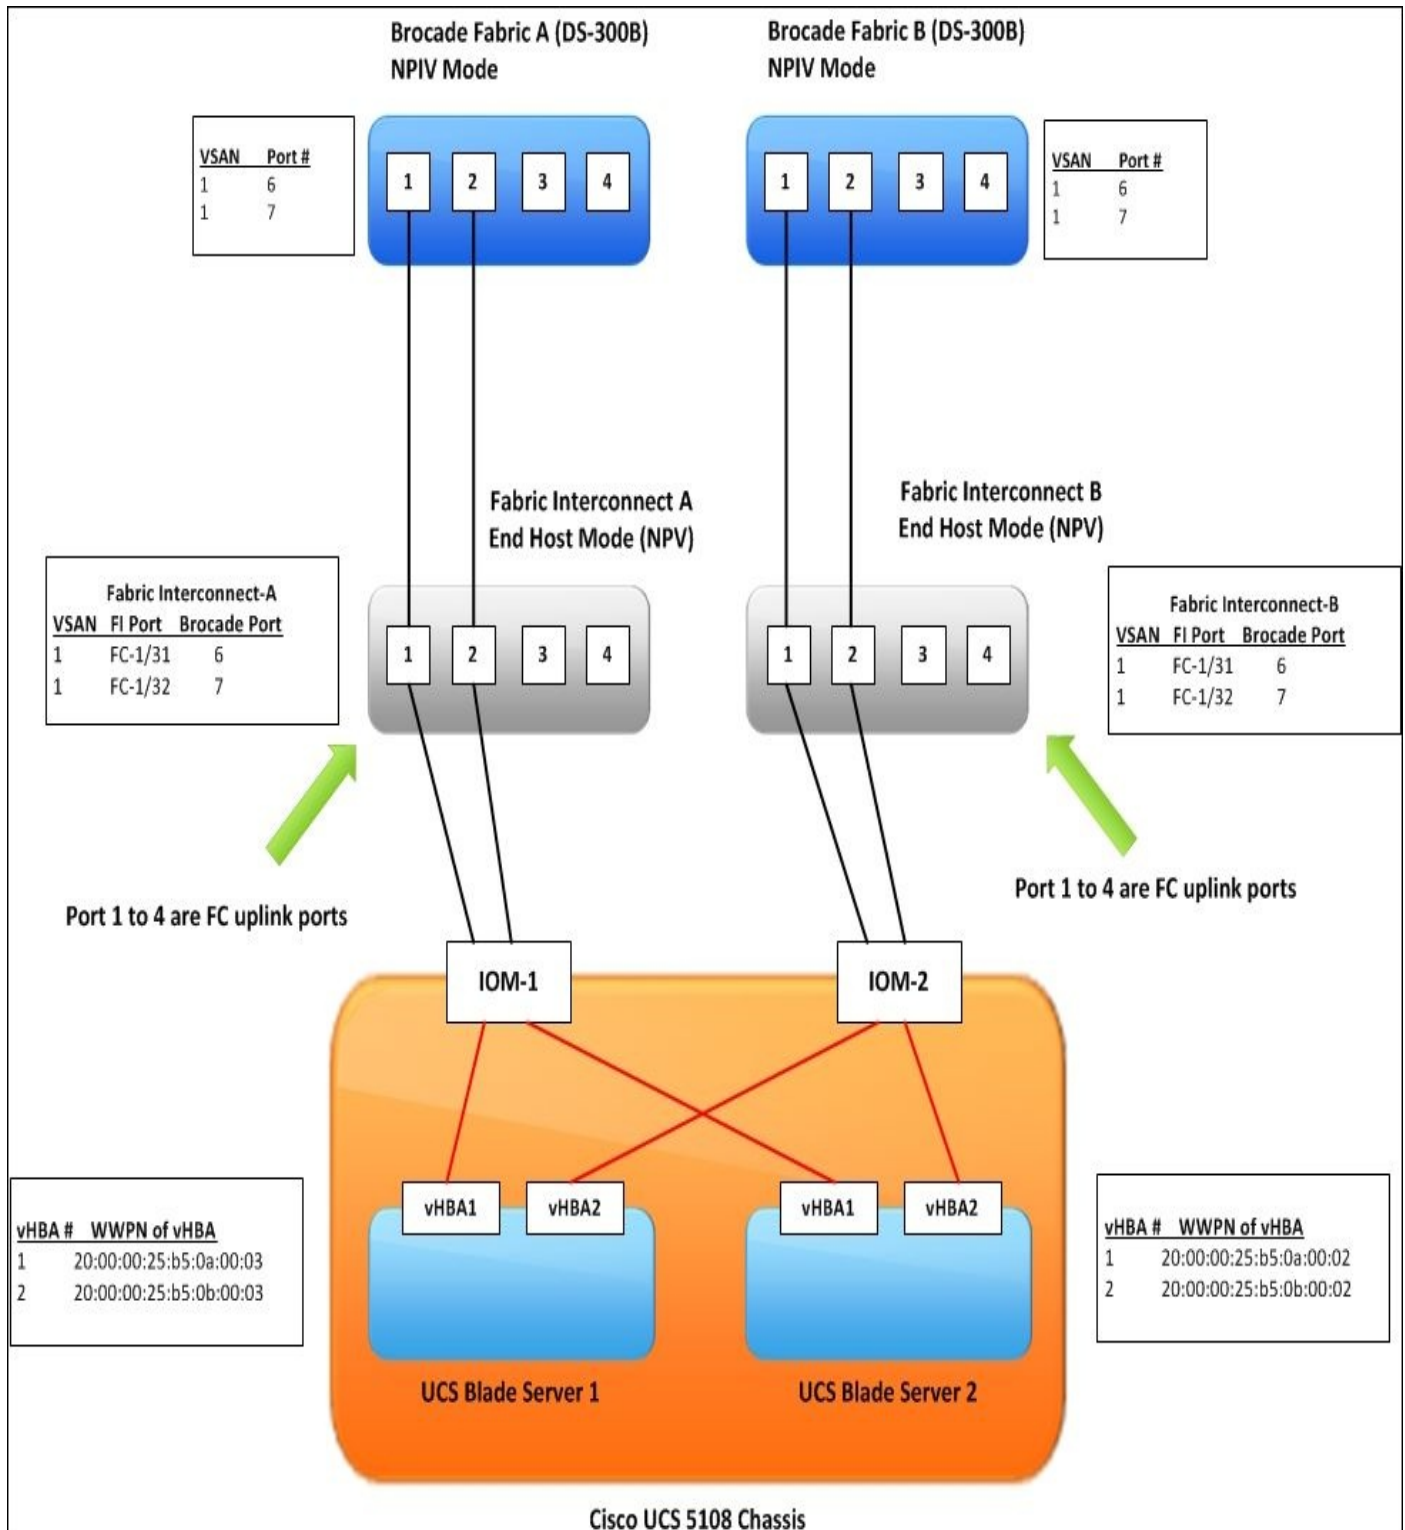 Brocade Fabric A (DS-300B)
NPIV Mode
Brocade Fabric B (DS-300B)
NPIV Mode
VSAN Port #
1 6
1 7
1 2 3 4
1 2 3 4
VSAN Port #
1 6
1 7
Fabric Interconnect A
End Host Mode (NPV)
Fabric Interconnect B
End Host Mode (NPV)
Fabric Interconnect-A
VSAN FI Port Brocade Port
1 FC-1/31 6
1 FC-1/32 7
1 2 3 4
1 2 3 4
Fabric Interconnect-B
VSAN FI Port Brocade Port
1 FC-1/31 6
1 FC-1/32 7
Port 1 to 4 are FC uplink ports
Port 1 to 4 are FC uplink ports
IOM-1
IOM-2
vHBA1
vHBA2
vHBA1
vHBA2
vHBA # WWPN of vHBA
1 20:00:00:25:b5:0a:00:03
2 20:00:00:25:b5:0b:00:03
vHBA # WWPN of vHBA
1 20:00:00:25:b5:0a:00:02
2 20:00:00:25:b5:0b:00:02
UCS Blade Server 1
UCS Blade Server 2
Cisco UCS 5108 Chassis